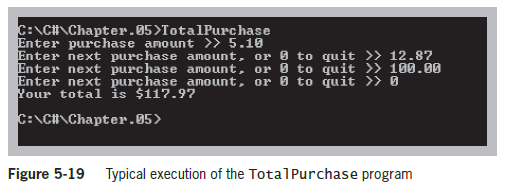 C:\C#\Chapter.05>TotalPurchase
Enter purchase amount >> 5.10
Enter next purchase amount, or 0 to quit >> 12.87
Enter next purchase amount, or 0 to quit >> 100.00
Enter next purchase amount, or 0 to quit >> 0
Your total is $117.97
C:\C#\Chapter.05>
Figure 5-19 Typical execution of the TotalPurchase program